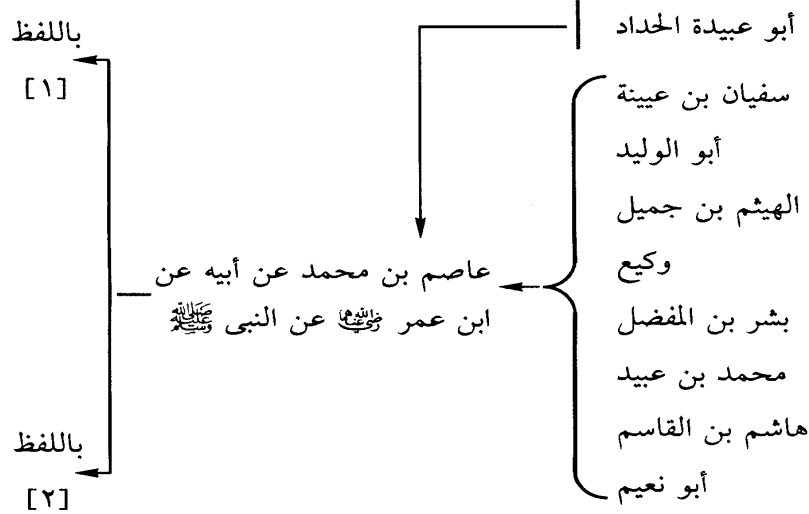 أبو عبيدة الحداد
سفيان بن عيينة
أبو الوليد
الهيثم بن جميل
وكيع
بشر بن المفضل
محمد بن عبيد
هاشم بن القاسم
أبو نعيم
عاصم بن محمد عن أبيه عن
ابن عمر رضي الله عنهما عن النبى ﷺ
باللفظ
[١]
باللفظ
[٢]